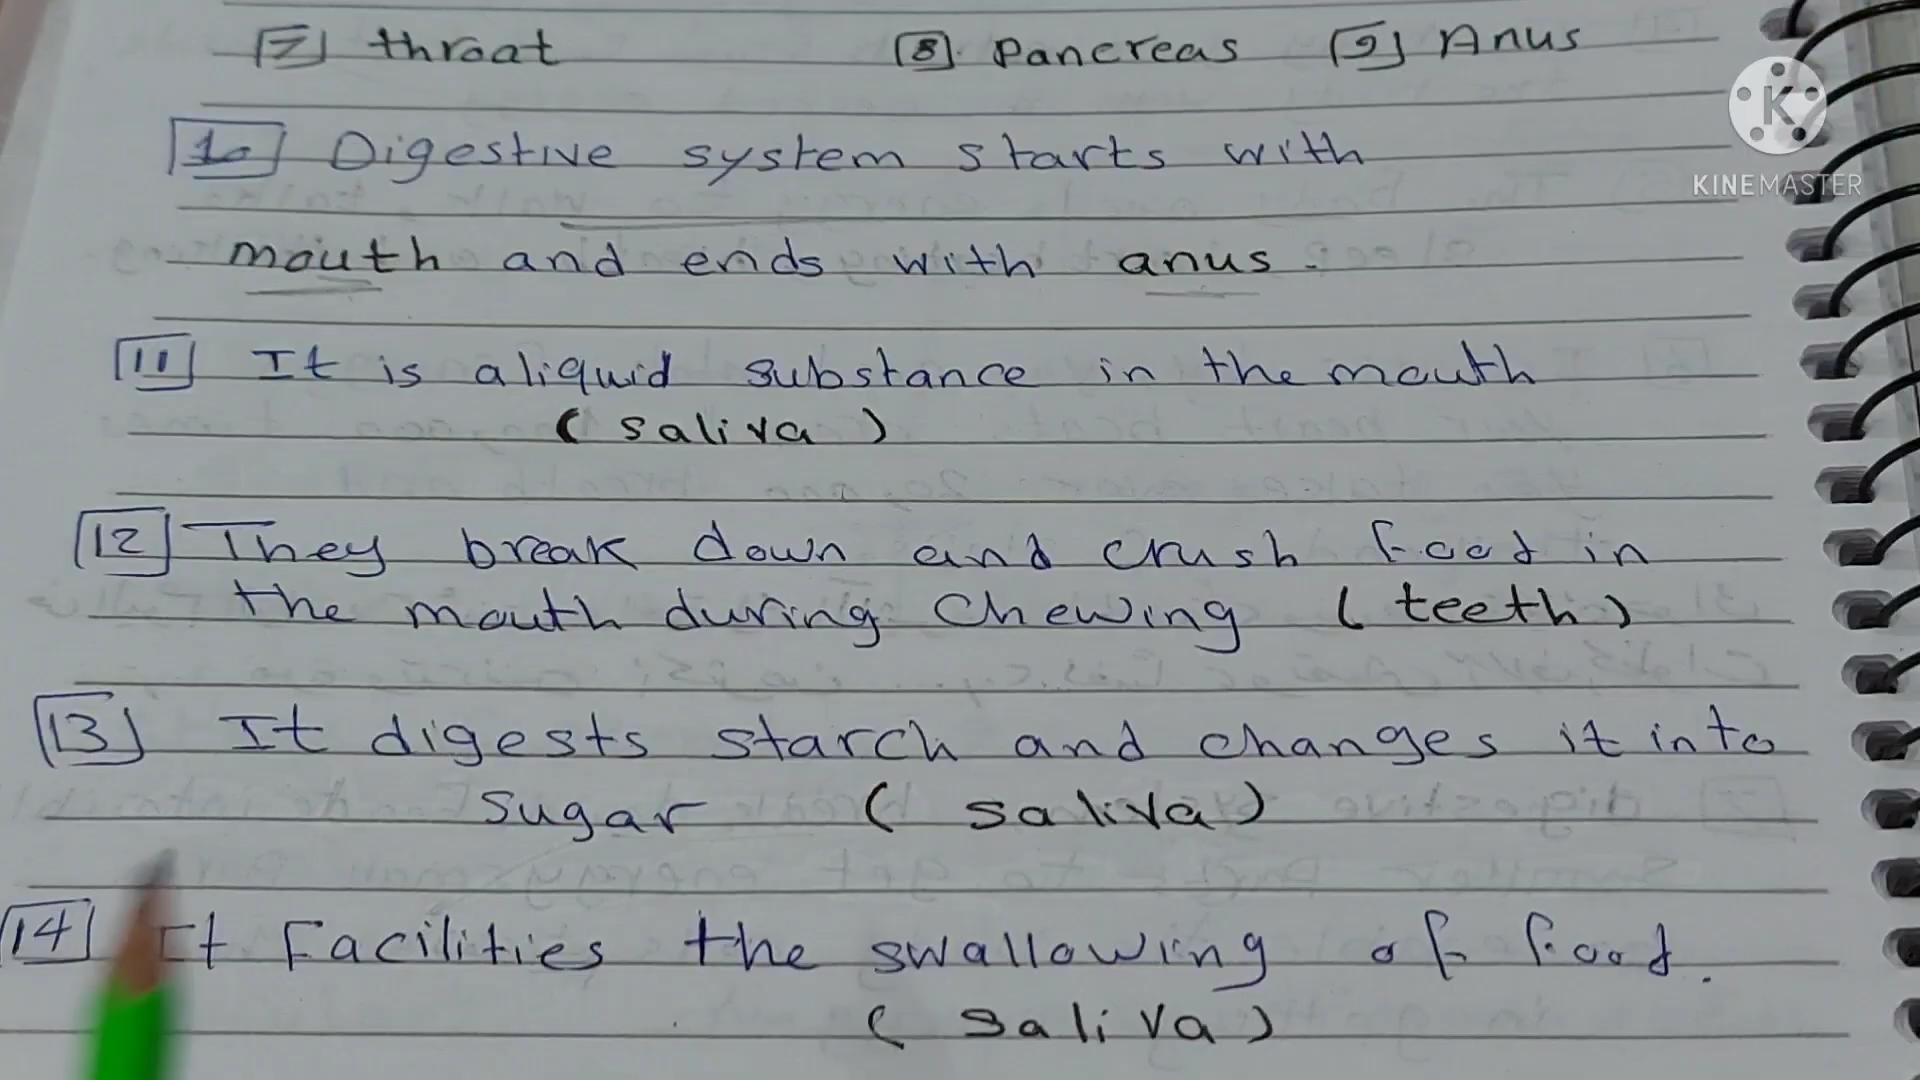 7 throat 8 Pancreas 9 Anus
10 Digestive system starts with
mouth and ends with anus.
11 It is a liquid substance in the mouth
( saliva )
12 They break down and crush food in
the mouth during chewing ( teeth )
13 It digests starch and changes it into
sugar ( saliva )
14 It Facilities the swallowing of food.
( saliva )
K
KINEMASTER